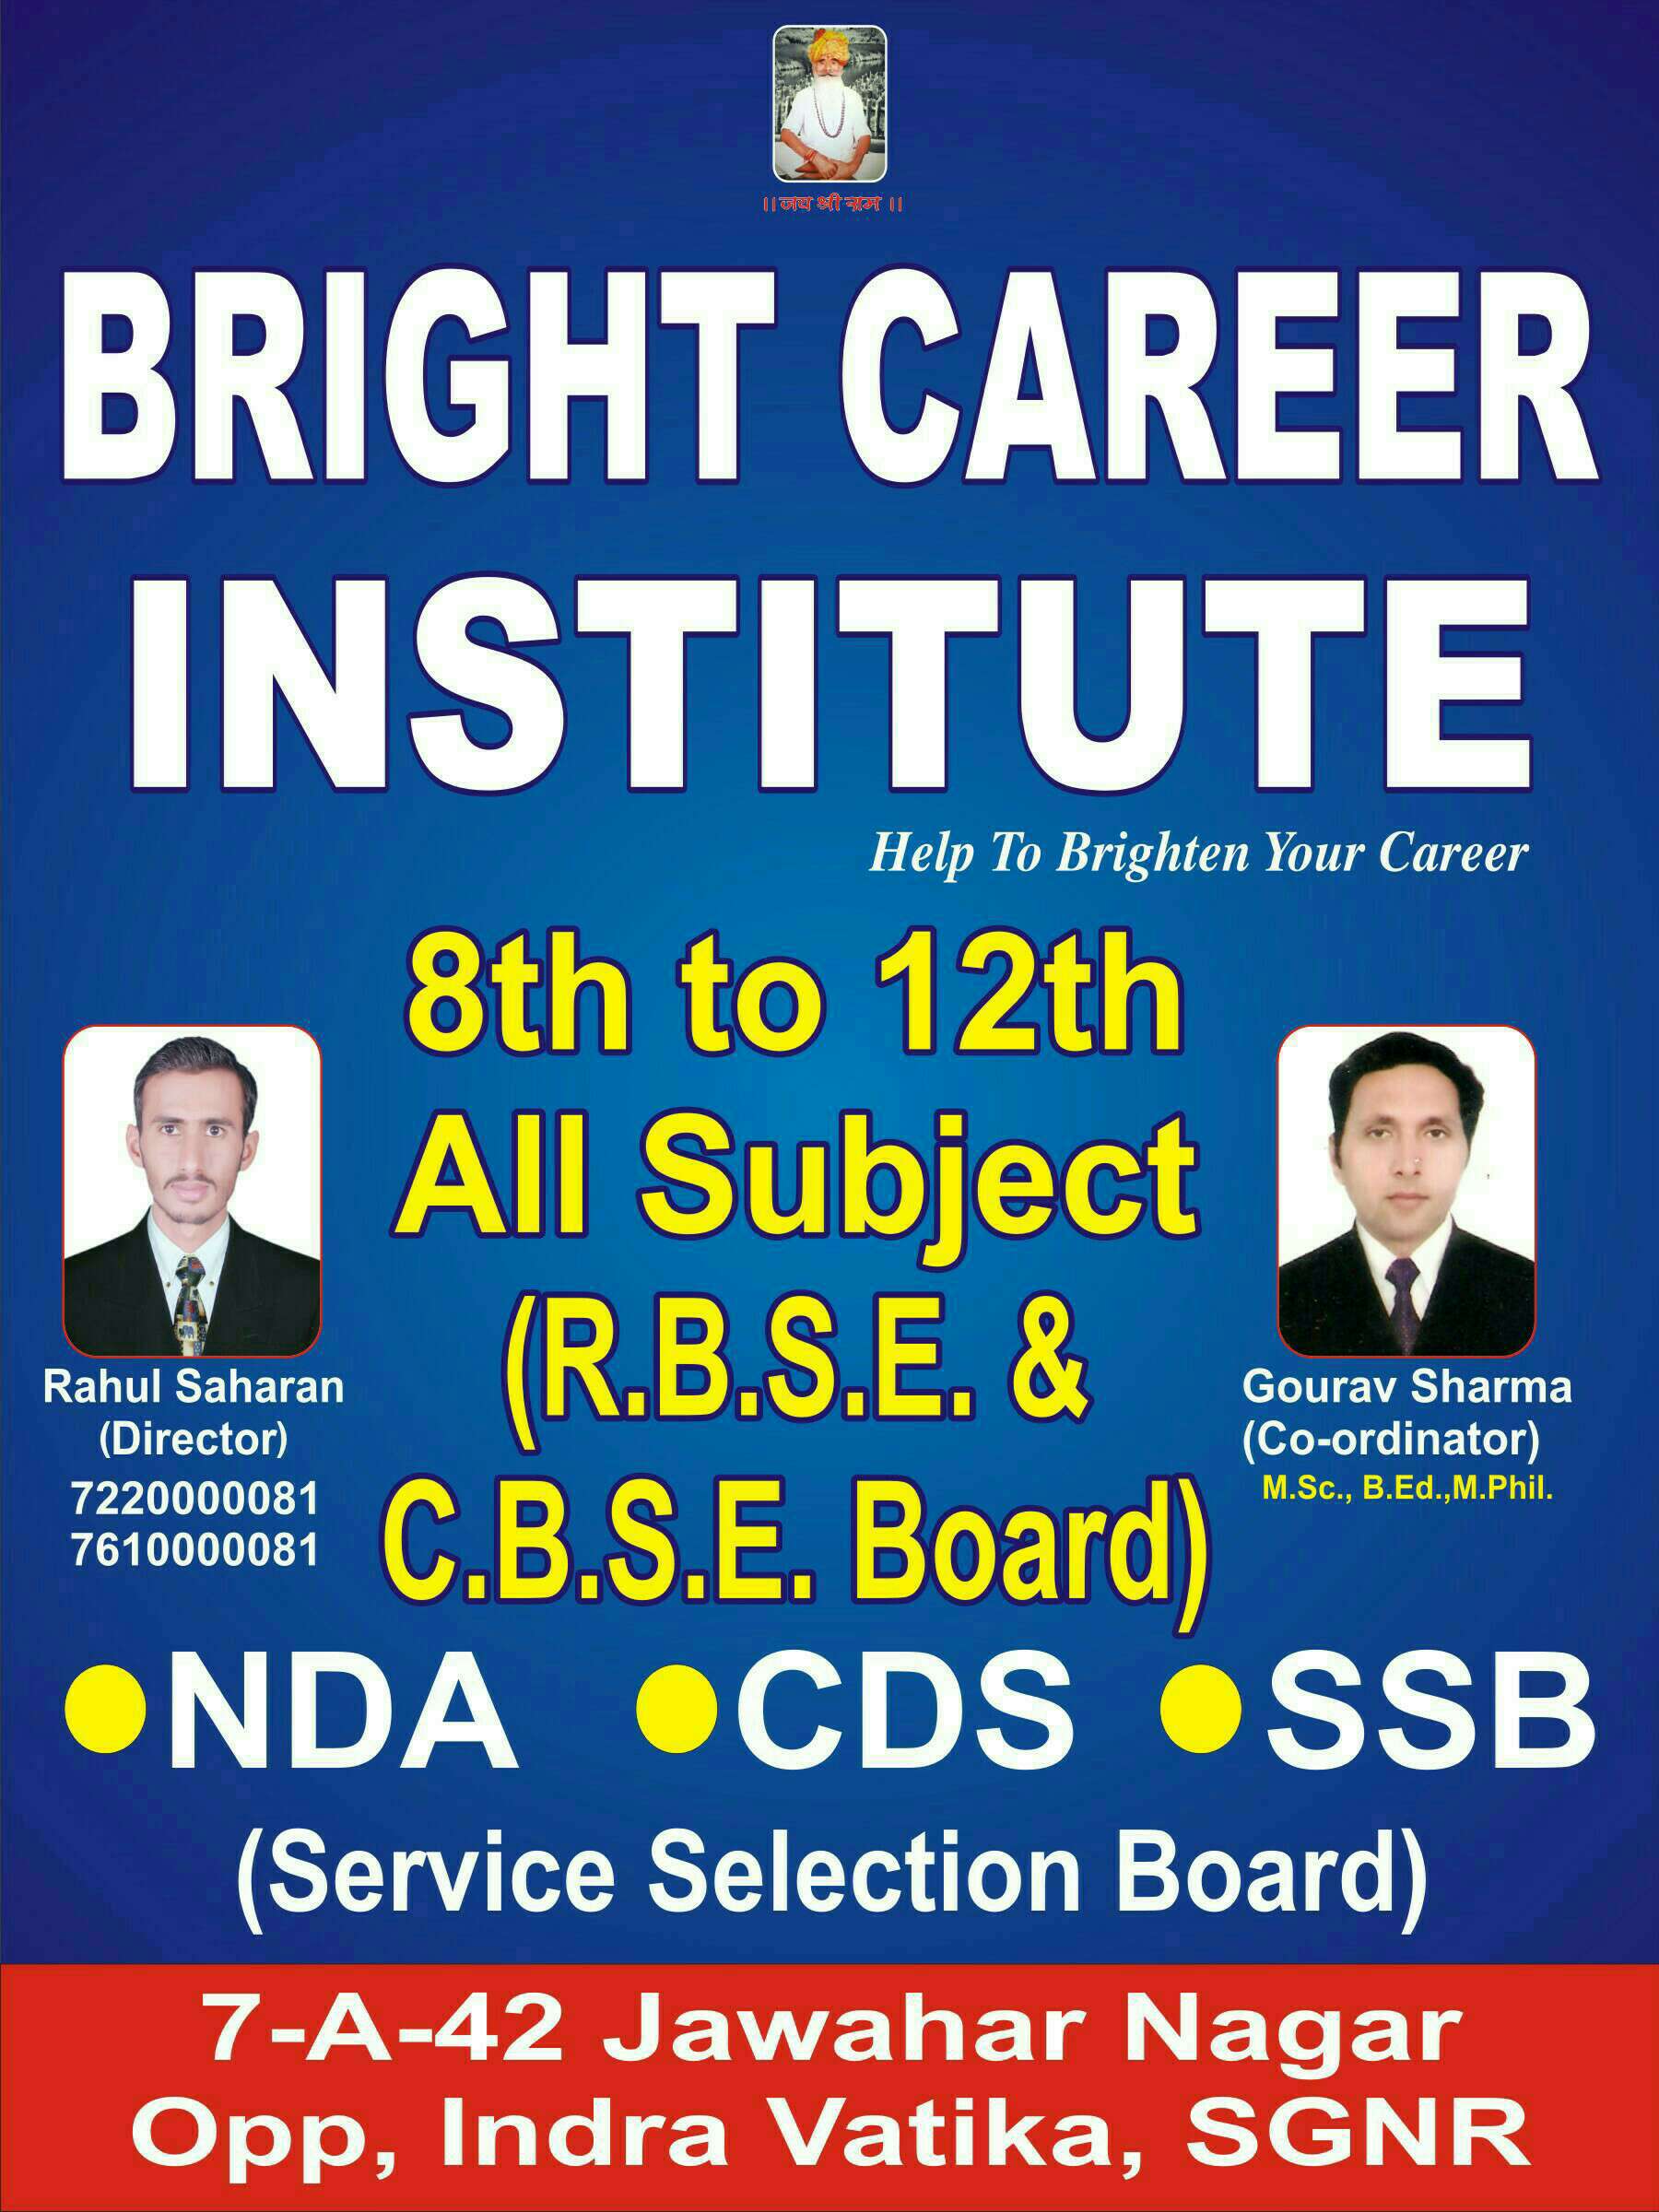 ।। जय श्री राम ।।
BRIGHT CAREER
INSTITUTE
Help To Brighten Your Career
8th to 12th
All Subject
(R.B.S.E. &
C.B.S.E. Board)
Rahul Saharan
(Director)
7220000081
7610000081
Gourav Sharma
(Co-ordinator)
M.Sc., B.Ed.,M.Phil.
●NDA ●CDS ●SSB
(Service Selection Board)
7-A-42 Jawahar Nagar
Opp, Indra Vatika, SGNR